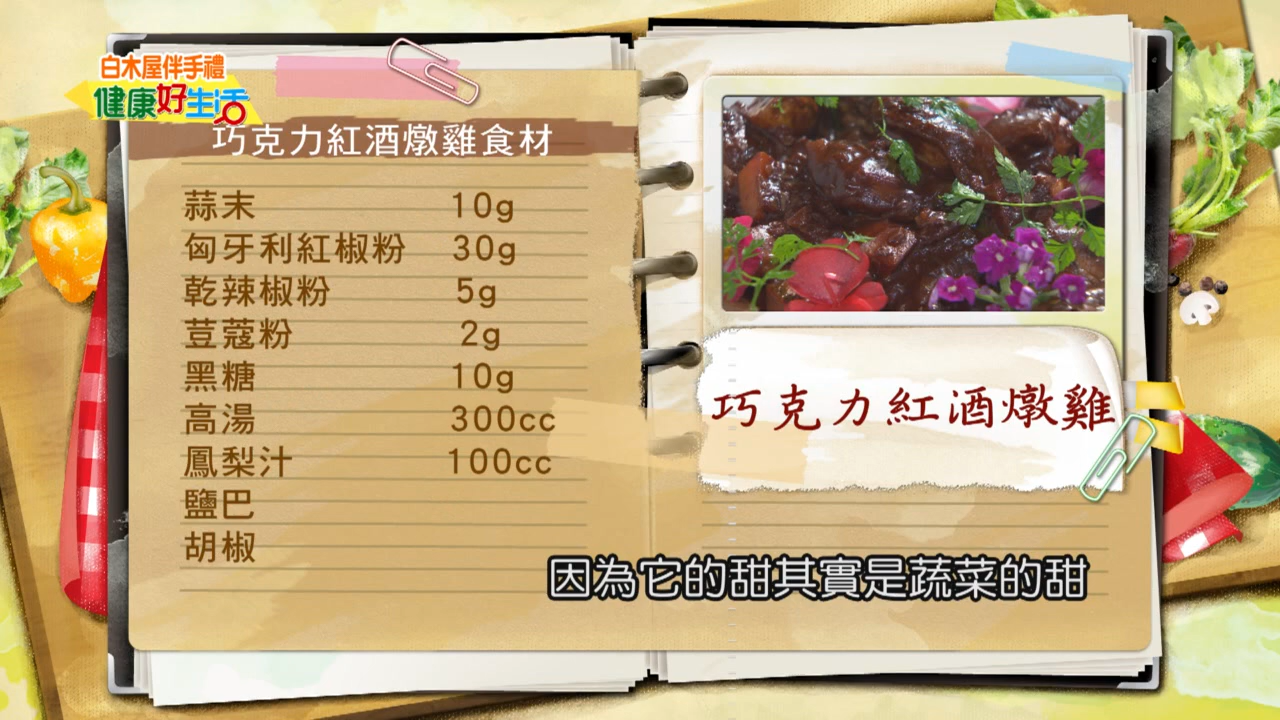 白木屋伴手禮
健康好生活
巧克力紅酒燉雞食材
蒜末 10g
匈牙利紅椒粉 30g
乾辣椒粉 5g
荳蔻粉 2g
黑糖 10g
高湯 300cc
鳳梨汁 100cc
鹽巴
胡椒
巧克力紅酒燉雞
因為它的甜其實是蔬菜的甜